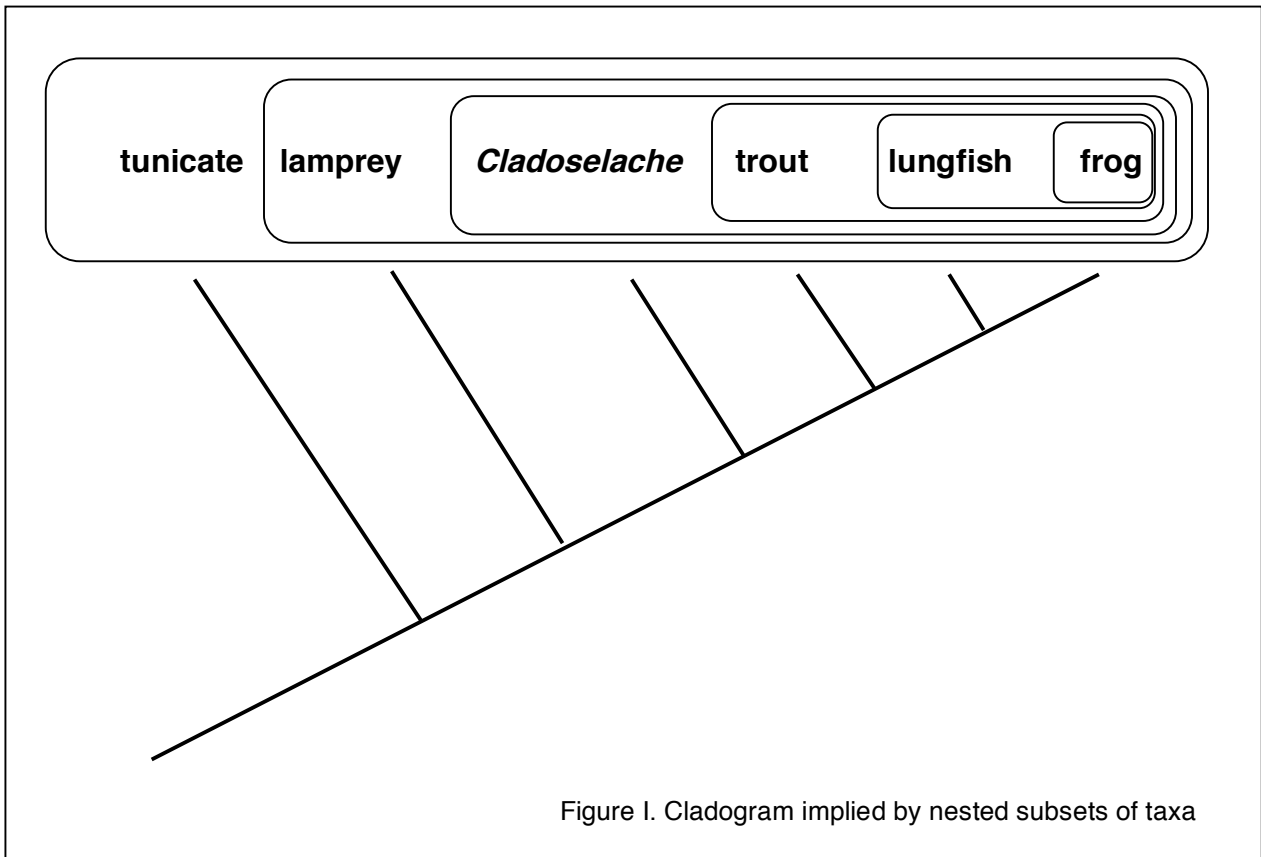 tunicate lamprey Cladoselache trout lungfish frog
Figure I. Cladogram implied by nested subsets of taxa